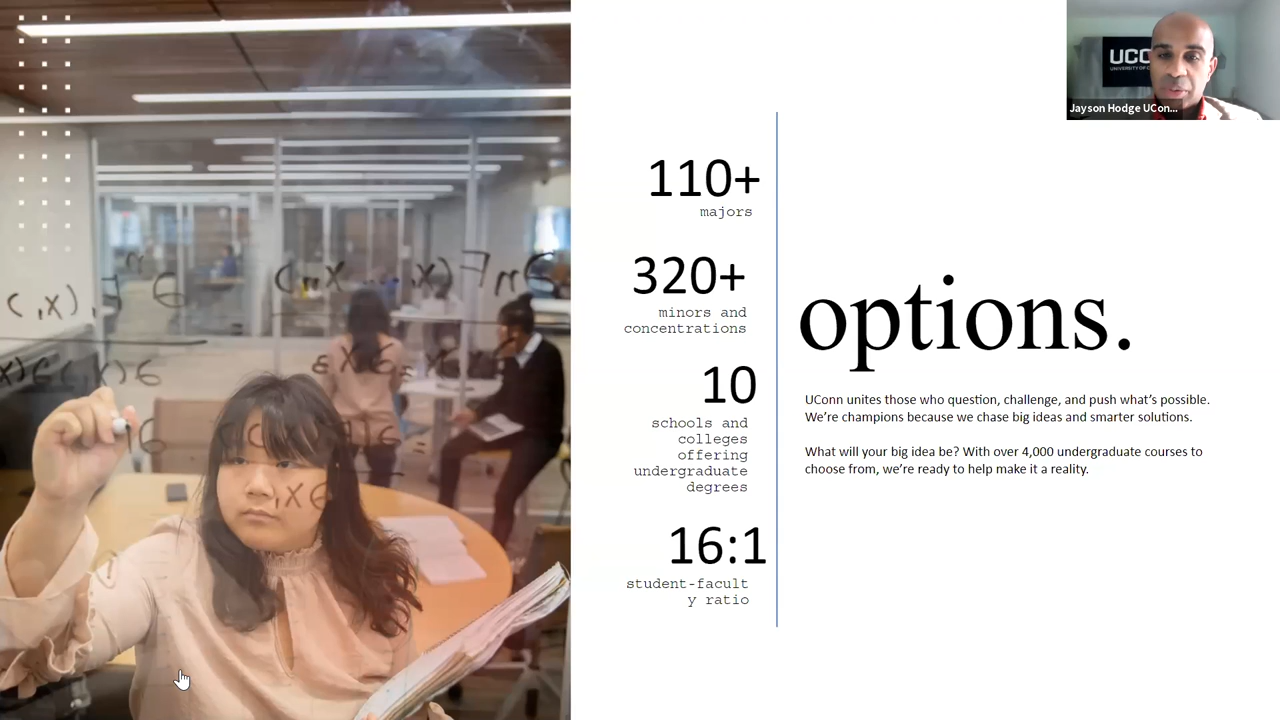 110+
majors
320+
minors and
concentrations
10
schools and
colleges
offering
undergraduate
degrees
16:1
student-facult
y ratio
options.
UConn unites those who question, challenge, and push what's possible.
We're champions because we chase big ideas and smarter solutions.
What will your big idea be? With over 4,000 undergraduate courses to
choose from, we're ready to help make it a reality.
UCO
UNIVERSITY OF C
Jayson Hodge UCon...